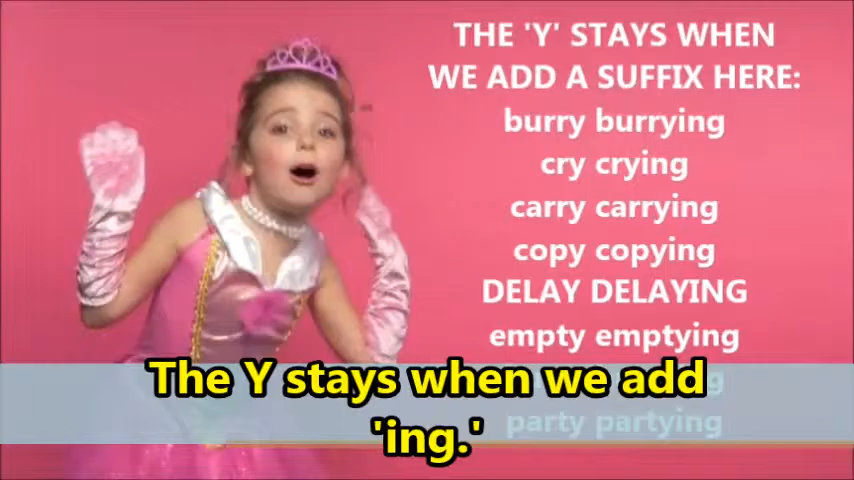 THE 'Y' STAYS WHEN
WE ADD A SUFFIX HERE:
burry burrying
cry crying
carry carrying
copy copying
DELAY DELAYING
empty emptying
party partying
The Y stays when we add
'ing.'